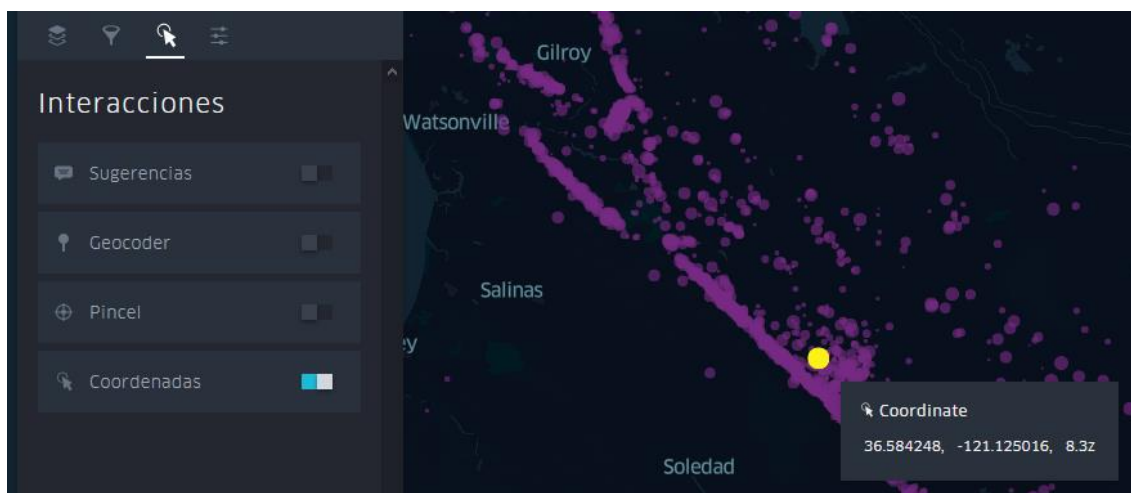 Interacciones
Sugerencias
Geocoder
Pincel
Coordenadas
Gilroy
Watsonville
Salinas
ey
Soledad
Coordinate
36.584248, -121.125016, 8.3z